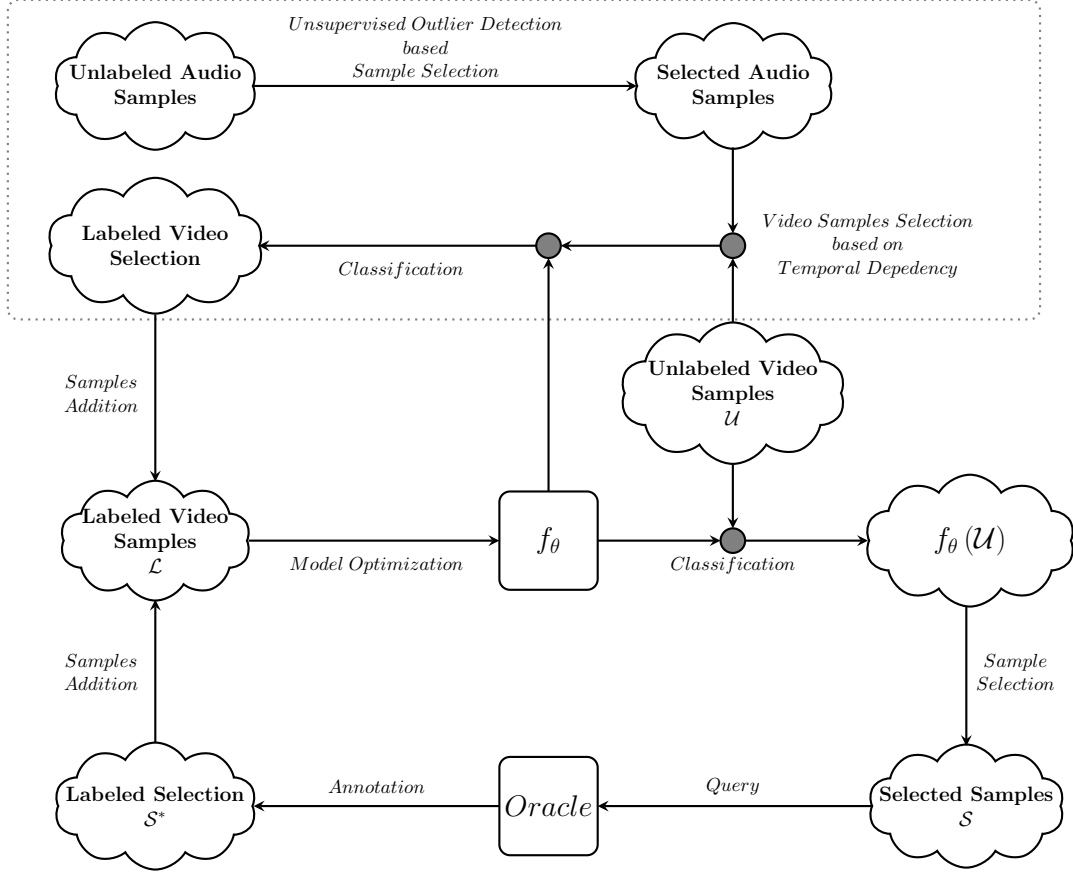 Unsupervised Outlier Detection
based
Sample Selection
Unlabeled Audio
Samples
Selected Audio
Samples
Labeled Video
Selection
Classification
Video Samples Selection
based on
Temporal Depedency
Unlabeled Video
Samples
𝒰
Samples
Addition
Labeled Video
Samples
ℒ
Model Optimization
f_θ
Classification
f_θ (𝒰)
Samples
Addition
Sample
Selection
Labeled Selection
𝒮*
Annotation
Oracle
Query
Selected Samples
𝒮